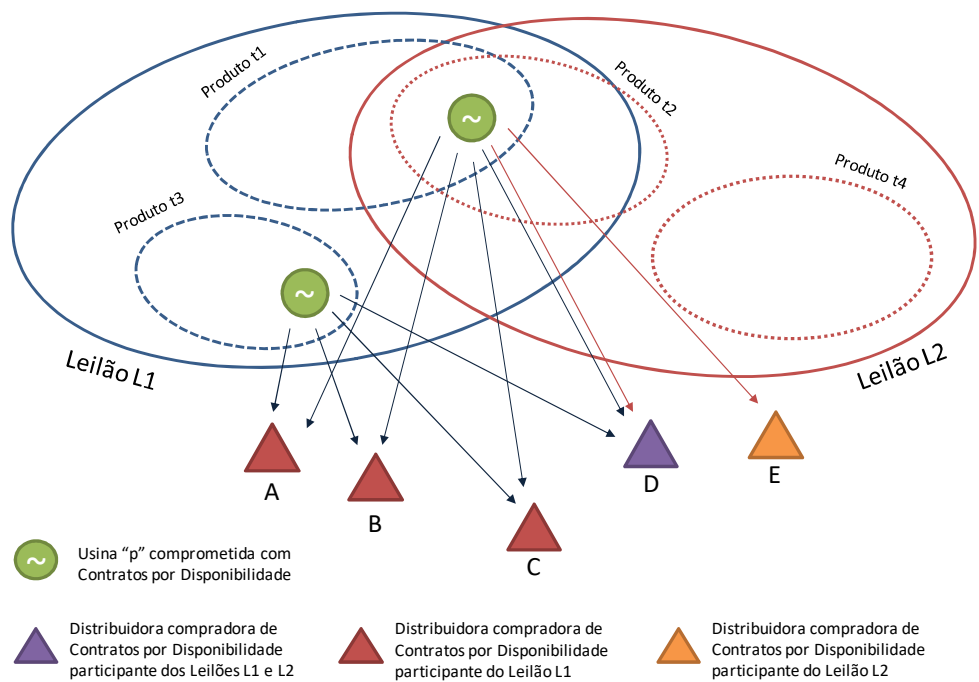 Produto t1
Produto t2
~
Produto t4
Produto t3
~
Leilão L1
Leilão L2
A
B
C
D
E
~
Usina “p” comprometida com
Contratos por Disponibilidade
Distribuidora compradora de
Contratos por Disponibilidade
participante dos Leilões L1 e L2
Distribuidora compradora de
Contratos por Disponibilidade
participante do Leilão L1
Distribuidora compradora de
Contratos por Disponibilidade
participante do Leilão L2